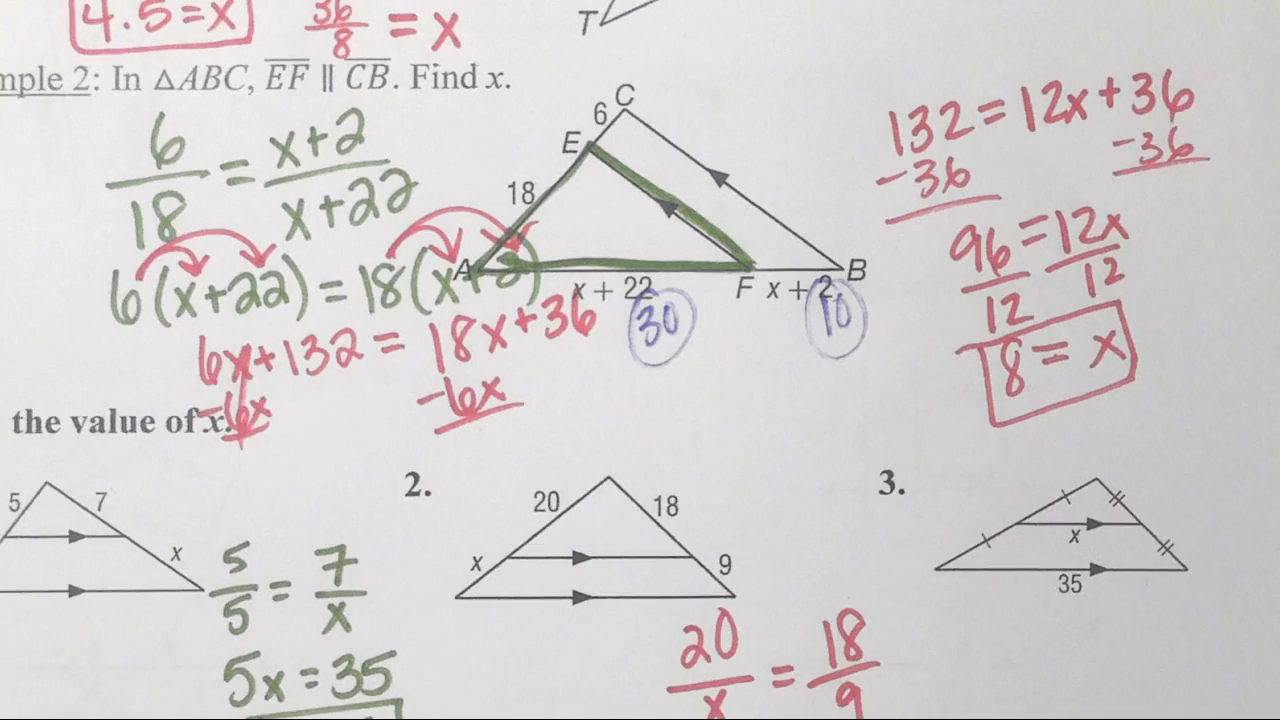 4.5=x
36
8
= x
T
mple 2: In △ABC, EF ∥ CB. Find x.
6
18
=
x+2
x+22
6(x+22) = 18(x+2)
6x+132 = 18x+36
-6x
-6x
C
6
E
18
A
x + 22
F
x + 2
B
30
10
132=12x+36
-36
-36
96=12x
12
12
8= x
the value of x.
5
7
x
5
5
=
7
x
5x=35
2.
20
18
x
9
20
x
=
18
9
3.
x
35